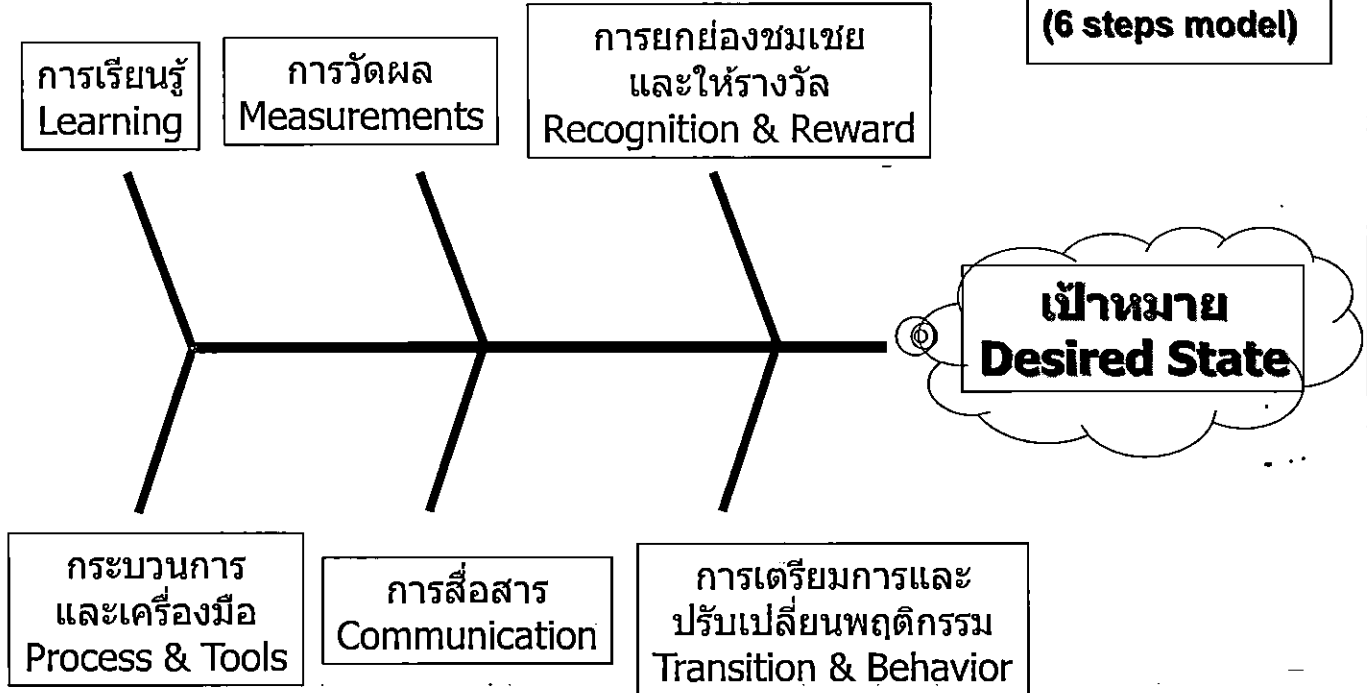 (6 steps model)
การเรียนรู้
Learning
การวัดผล
Measurements
การยกย่องชมเชย
และให้รางวัล
Recognition & Reward
เป้าหมาย
Desired State
กระบวนการ
และเครื่องมือ
Process & Tools
การสื่อสาร
Communication
การเตรียมการและ
ปรับเปลี่ยนพฤติกรรม
Transition & Behavior